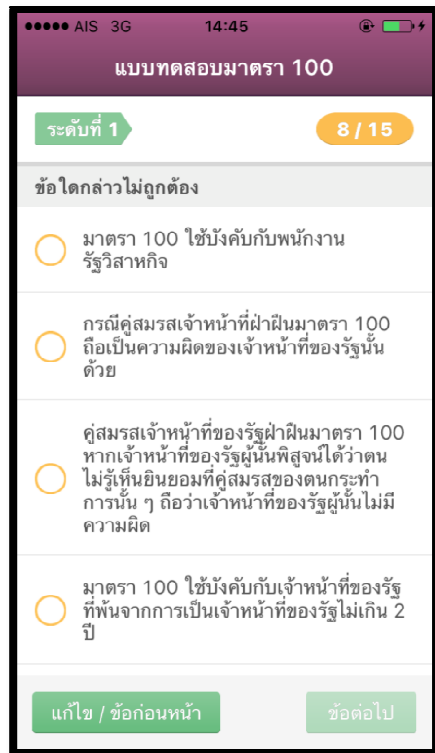 AIS 3G 14:45
แบบทดสอบมาตรา 100
ระดับที่ 1 8 / 15
ข้อใดกล่าวไม่ถูกต้อง
มาตรา 100 ใช้บังคับกับพนักงาน
รัฐวิสาหกิจ
กรณีคู่สมรสเจ้าหน้าที่ฝ่าฝืนมาตรา 100
ถือเป็นความผิดของเจ้าหน้าที่ของรัฐนั้น
ด้วย
คู่สมรสเจ้าหน้าที่ของรัฐฝ่าฝืนมาตรา 100
หากเจ้าหน้าที่ของรัฐผู้นั้นพิสูจน์ได้ว่าตน
ไม่รู้เห็นยินยอมที่คู่สมรสของตนกระทำ
การนั้น ๆ ถือว่าเจ้าหน้าที่ของรัฐผู้นั้นไม่มี
ความผิด
มาตรา 100 ใช้บังคับกับเจ้าหน้าที่ของรัฐ
ที่พ้นจากการเป็นเจ้าหน้าที่ของรัฐไม่เกิน 2
ปี
แก้ไข / ข้อก่อนหน้า ข้อต่อไป